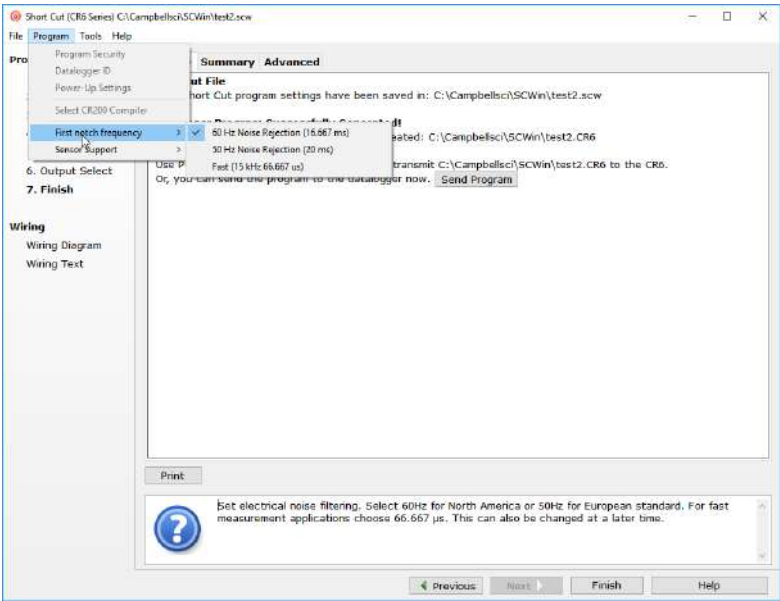 Short Cut (CR6 Series) C:\Campbellsci\SCWin\test2.scw
File Program Tools Help
Program Security
Datalogger ID
Power-Up Settings
Select CR200 Compiler
First notch frequency
Sensor Support
60 Hz Noise Rejection (16.667 ms)
50 Hz Noise Rejection (20 ms)
Fast (15 kHz 66.667 us)
Pro
6. Output Select
7. Finish
Wiring
Wiring Diagram
Wiring Text
Summary Advanced
ut File
hort Cut program settings have been saved in: C:\Campbellsci\SCWin\test2.scw
eated: C:\Campbellsci\SCWin\test2.CR6
Use P transmit C:\Campbellsci\SCWin\test2.CR6 to the CR6.
Or, you can send the program to the datalogger now. Send Program
Print
Set electrical noise filtering. Select 60Hz for North America or 50Hz for European standard. For fast
measurement applications choose 66.667 µs. This can also be changed at a later time.
Previous Next Finish Help